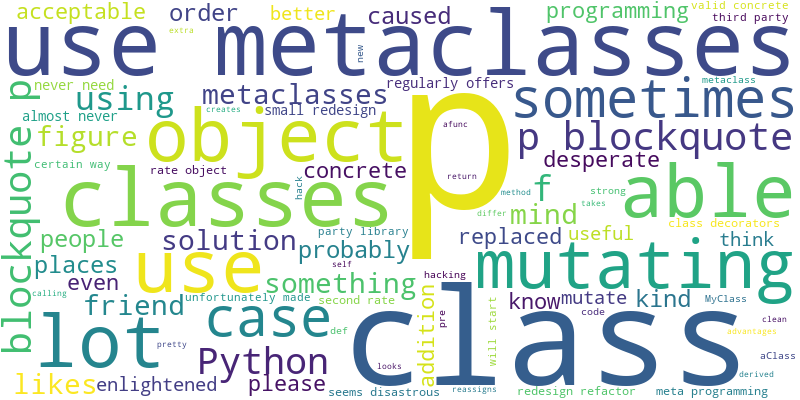 acceptable order better caused programming valid concrete
extra third party
use metaclasses
new
never need using metaclasses regularly offers sometimes metaclass
almost never creates small redesign
figure object p afunc p blockquote
certain way rate object concrete return desperate
blockquote p
classes hack method f strong able
differ mind takes
people solution party library probably replaced useful class decorators
think
places use self mutating
even something hacking know mutate kind MyClass
calling friend unfortunately made second rate addition pre will start code clean
lot case def class advantages
pretty Python looks aClass
likes enlightened please seems disastrous reassigns redesign refactor meta programming derived